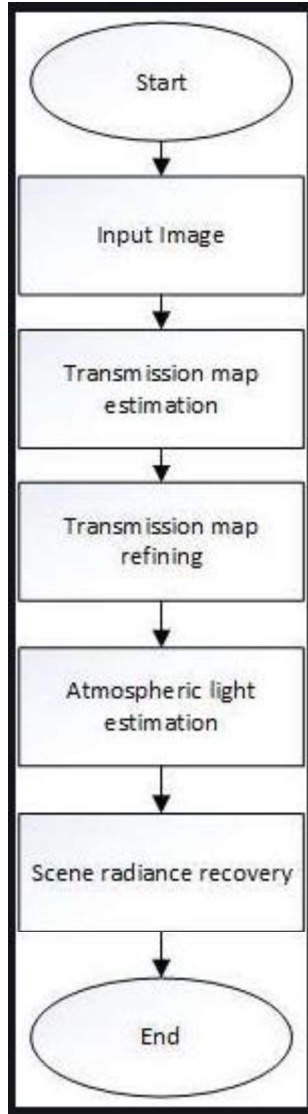 Start
Input Image
Transmission map
estimation
Transmission map
refining
Atmospheric light
estimation
Scene radiance recovery
End